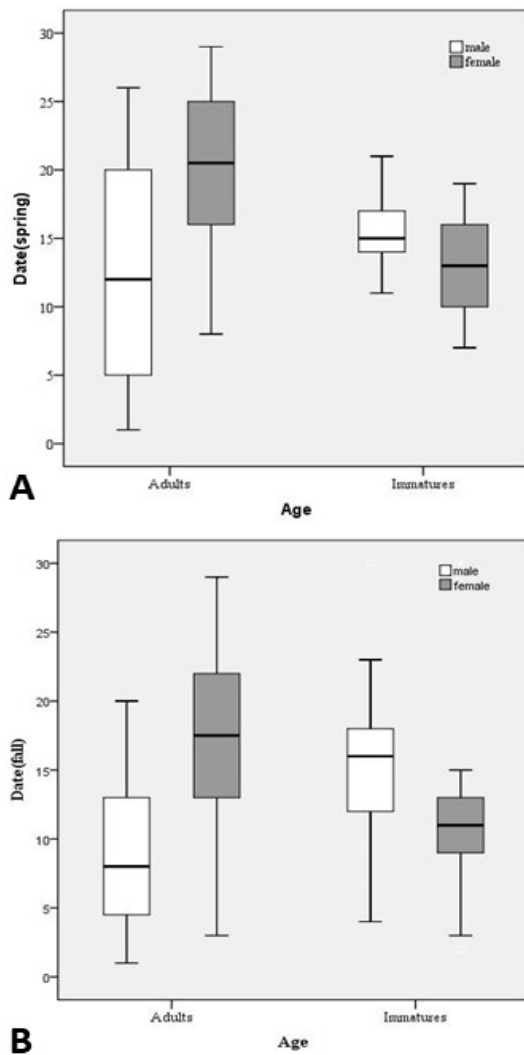 30
25
20
15
10
5
0
Date(spring)
male
female
Adults
Immatures
Age
A
30
25
20
15
10
5
0
Date(fall)
male
female
Adults
Immatures
Age
B